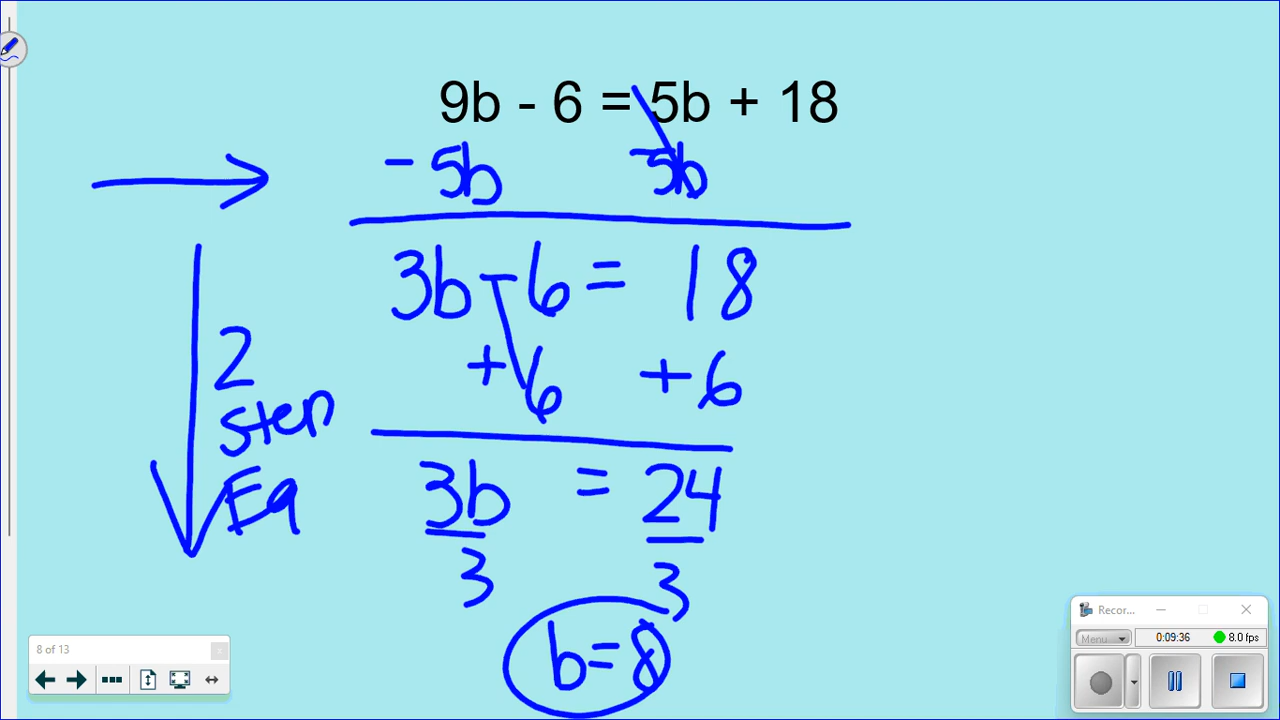 9b - 6 = 5b + 18
- 5b - 5b
3b - 6 = 18
+ 6 + 6
3b = 24
3 3
b = 8
2
Step
Eq
8 of 13
Recor...
Menu
0:09:36
8.0 fps